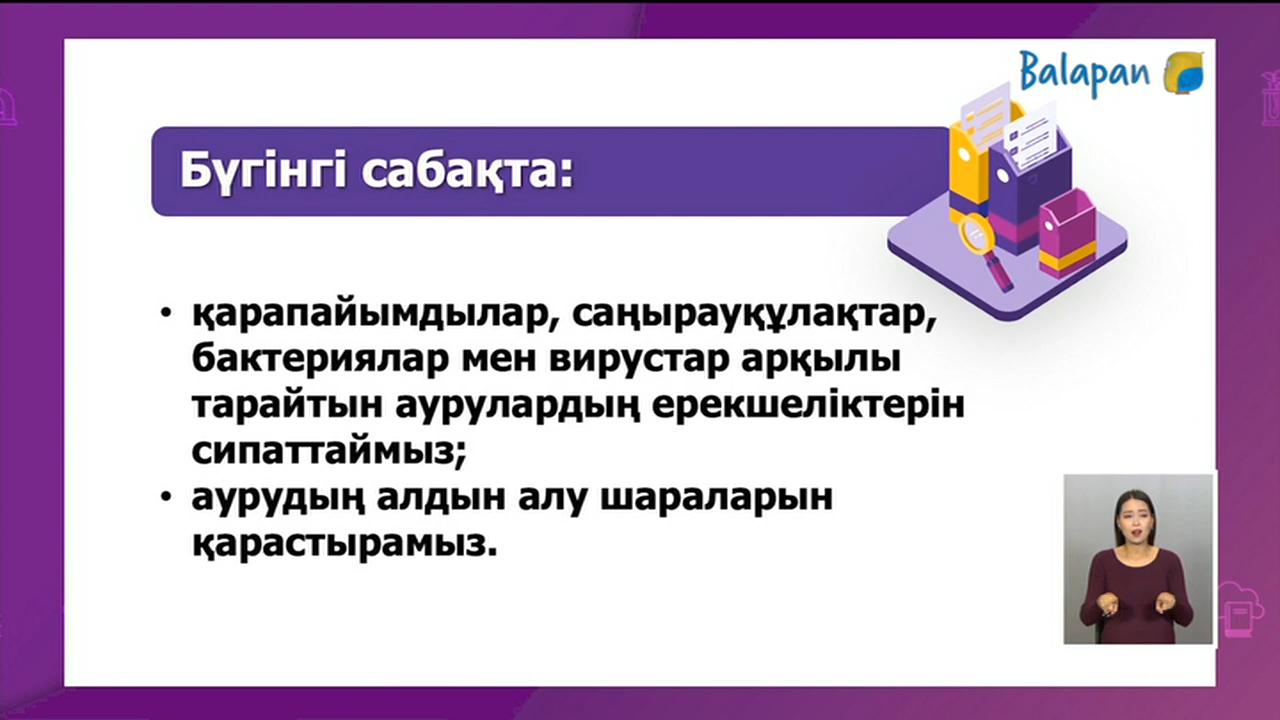 Balapan
Бүгінгі сабақта:
• қарапайымдылар, саңырауқұлақтар,
бактериялар мен вирустар арқылы
тарайтын аурулардың ерекшеліктерін
сипаттаймыз;
• аурудың алдын алу шараларын
қарастырамыз.